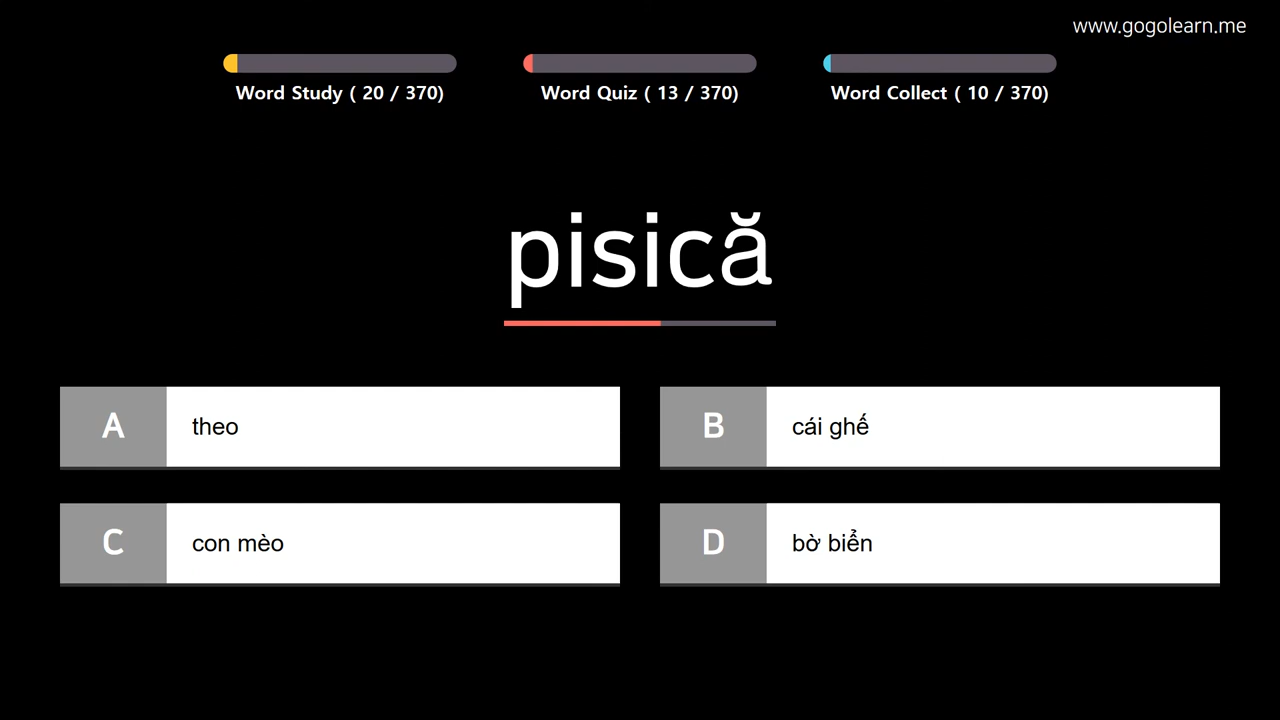 www.gogolearn.me
Word Study ( 20 / 370)
Word Quiz ( 13 / 370)
Word Collect ( 10 / 370)
pisică
A theo
B cái ghế
C con mèo
D bờ biển